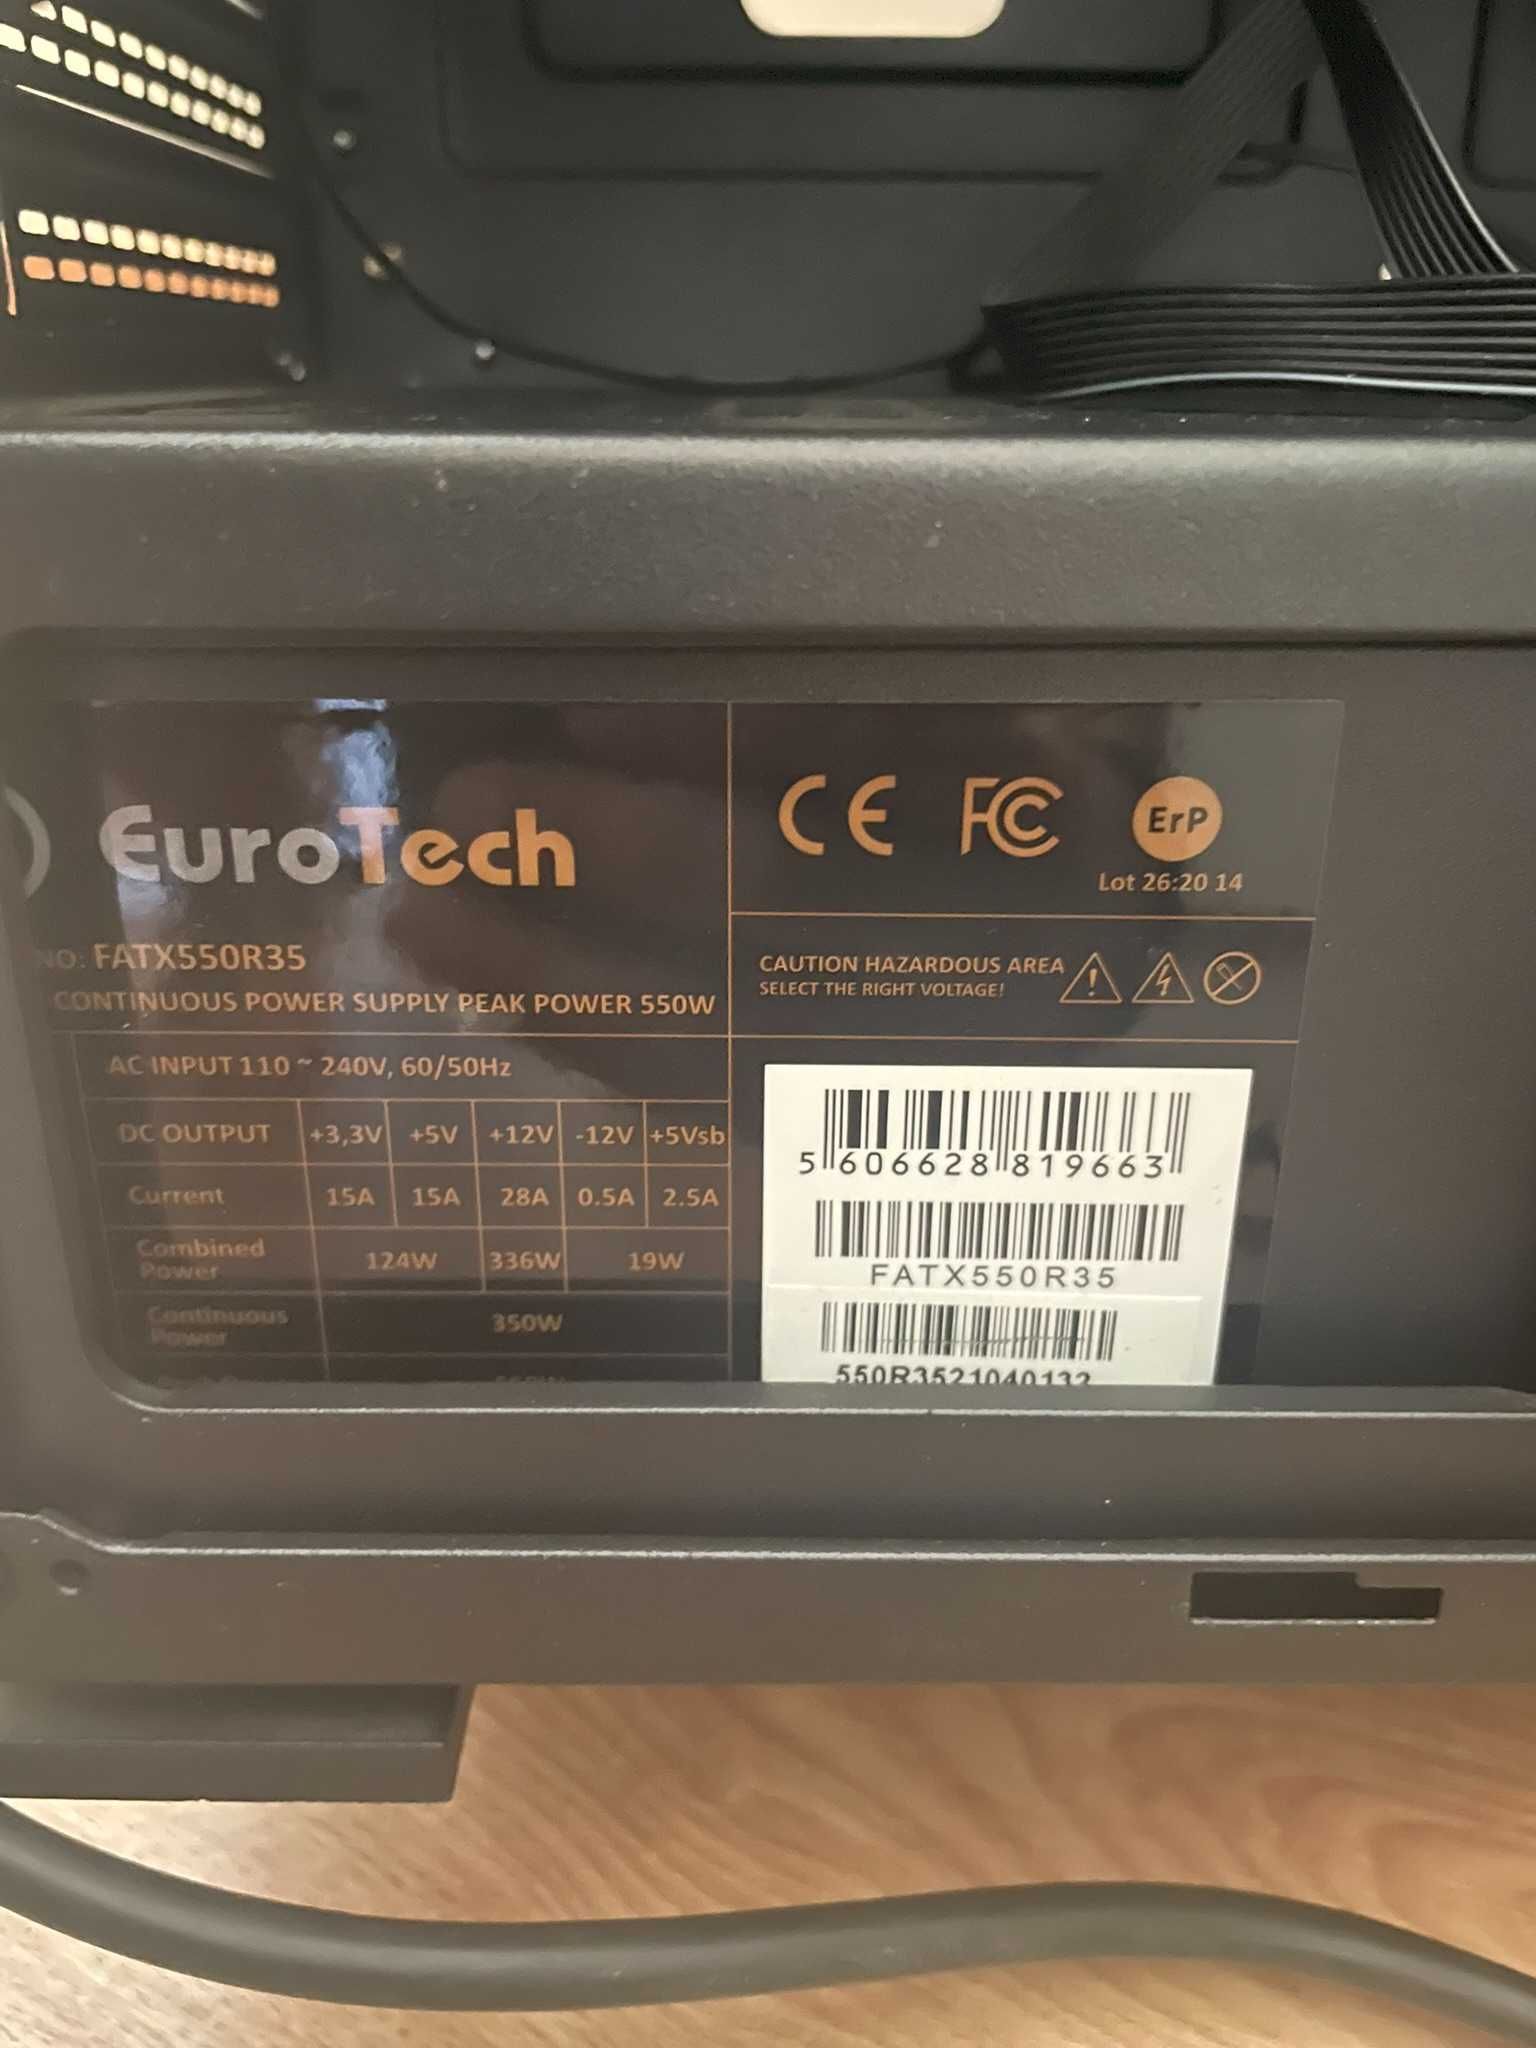 EuroTech
NO: FATX550R35
CONTINUOUS POWER SUPPLY PEAK POWER 550W
AC INPUT 110 ~ 240V, 60/50Hz
DC OUTPUT +3,3V +5V +12V -12V +5Vsb
Current 15A 15A 28A 0.5A 2.5A
Combined Power 124W 336W 19W
Continuous Power 350W
CE FC ErP
Lot 26:20 14
CAUTION HAZARDOUS AREA
SELECT THE RIGHT VOLTAGE!
5 606628 819663
FATX550R35
550R3521040132